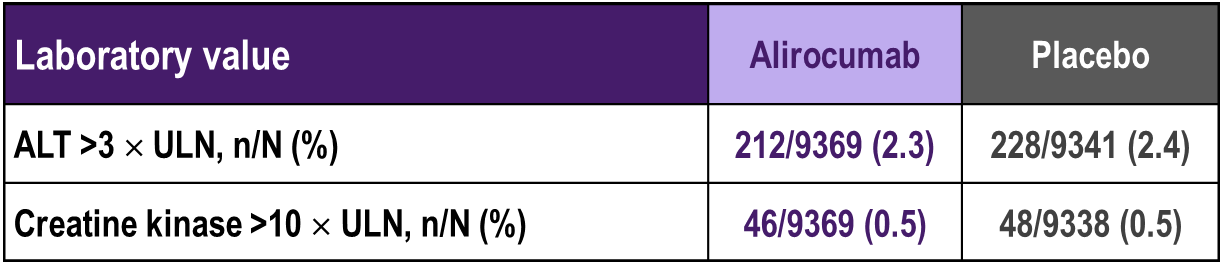 Laboratory value Alirocumab Placebo
ALT >3 × ULN, n/N (%) 212/9369 (2.3) 228/9341 (2.4)
Creatine kinase >10 × ULN, n/N (%) 46/9369 (0.5) 48/9338 (0.5)